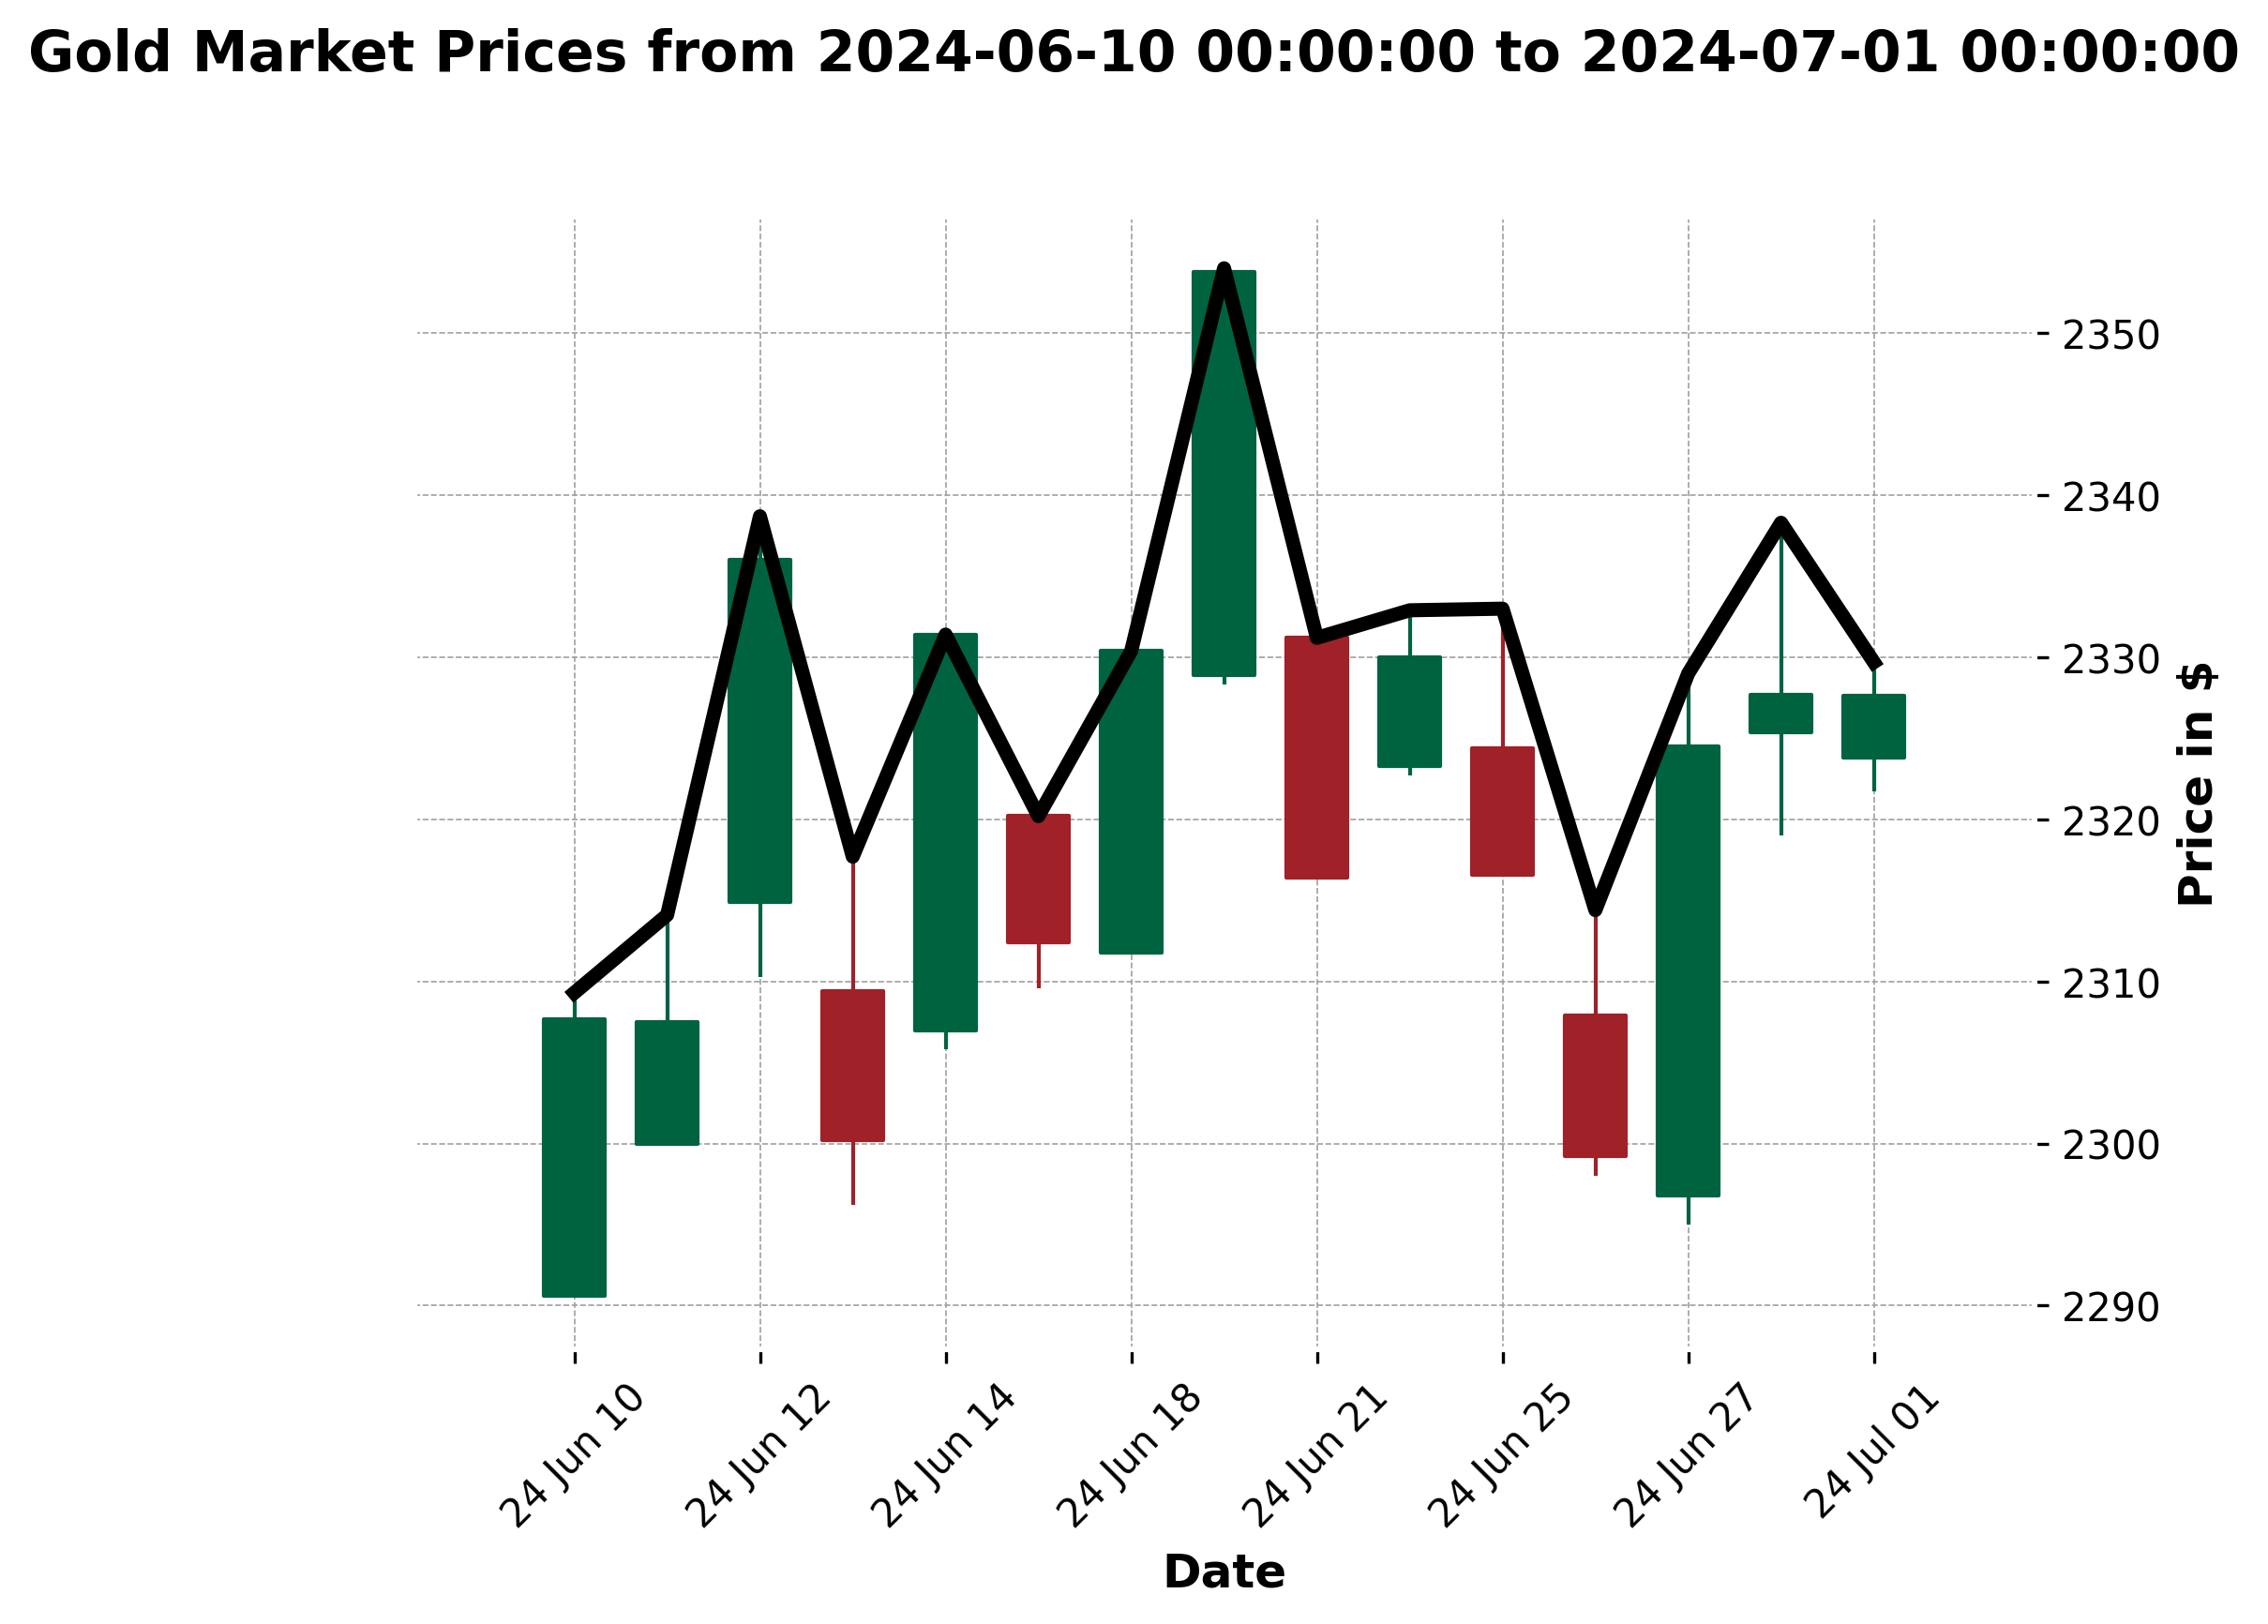 Gold Market Prices from 2024-06-10 00:00:00 to 2024-07-01 00:00:00
2350
2340
2330
2320
2310
2300
2290
Price in $
24 Jun 10
24 Jun 12
24 Jun 14
24 Jun 18
24 Jun 21
24 Jun 25
24 Jun 27
24 Jul 01
Date